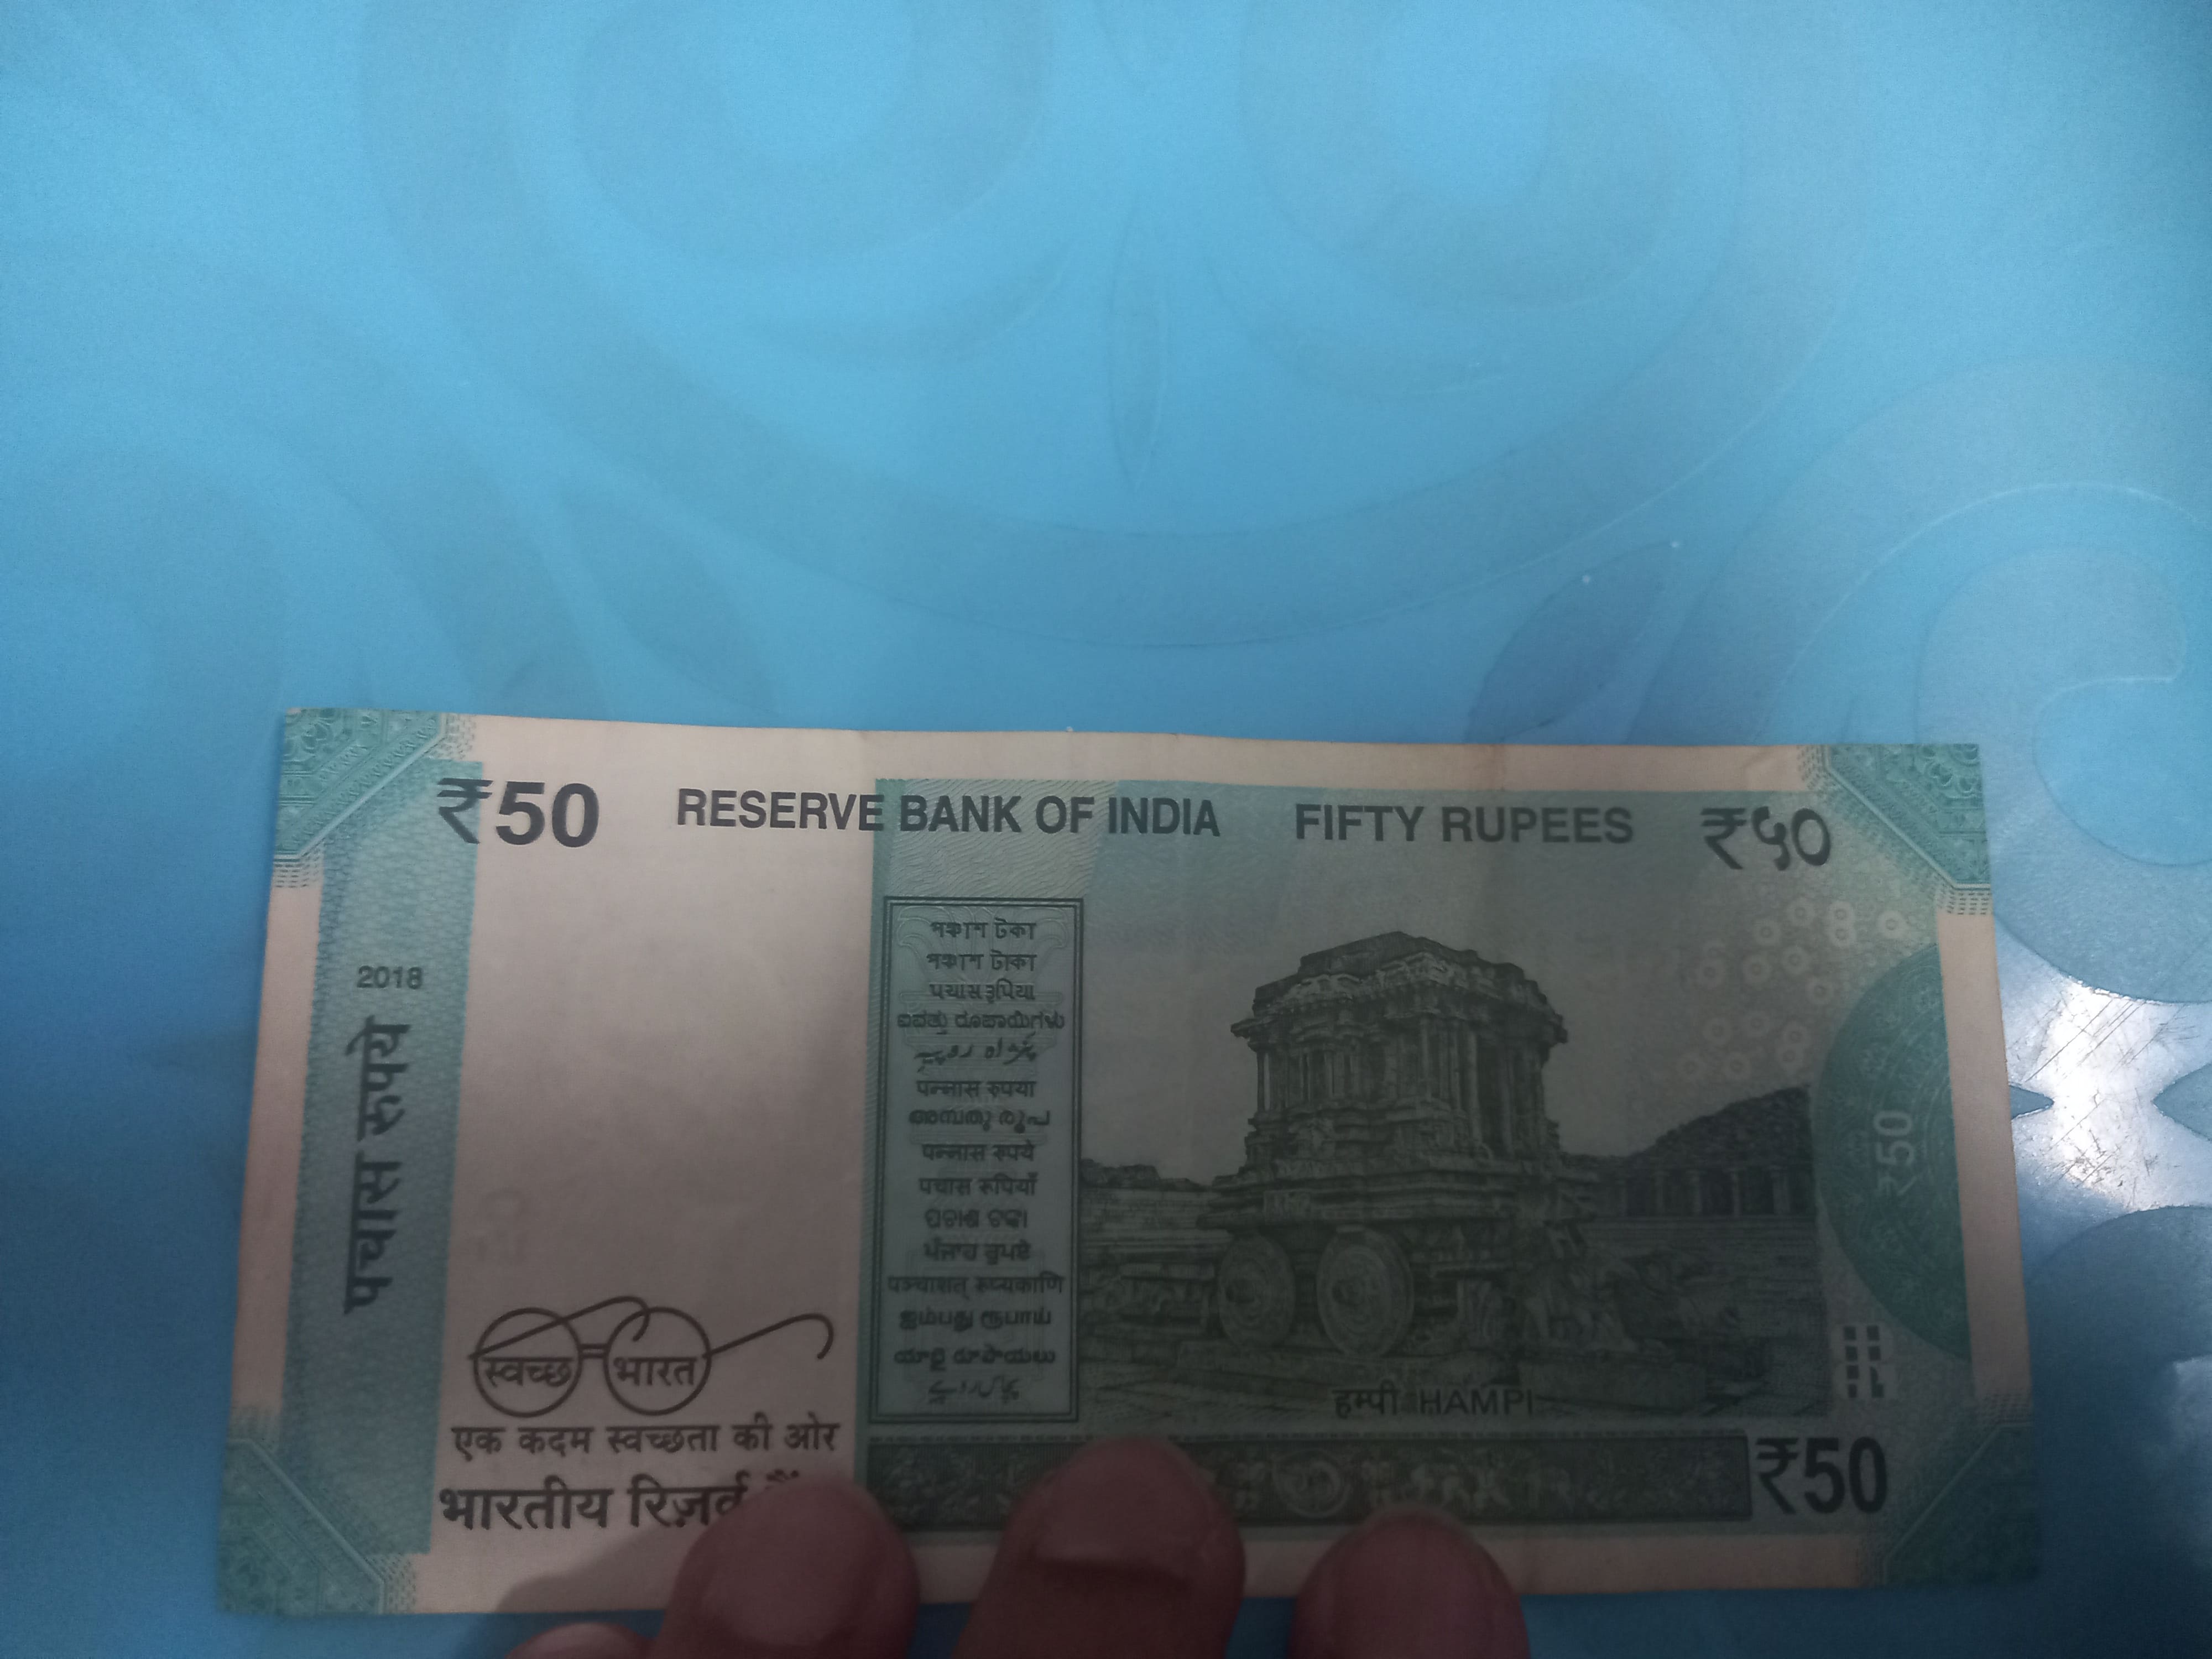 ₹50
RESERVE BANK OF INDIA
FIFTY RUPEES
₹५०
2018
पचास रुपये
পঞ্চাশ টকা
পঞ্চাশ টাকা
પચાસ રૂપિયા
ಐವತ್ತು ರೂಪಾಯಿಗಳು
पन्नास रुपया
അമ്പതു രൂപ
पन्नास रुपये
पचास रुपियाँ
ପଚାଶ ଟଙ୍କା
ਪੰਜਾਹ ਰੁਪਏ
पञ्चाशत् रूप्यकाणि
ஐம்பது ரூபாய்
యాభై రూపాయలు
₹50
हम्पी HAMPI
स्वच्छ भारत
एक कदम स्वच्छता की ओर
भारतीय रिज़र्व
₹50